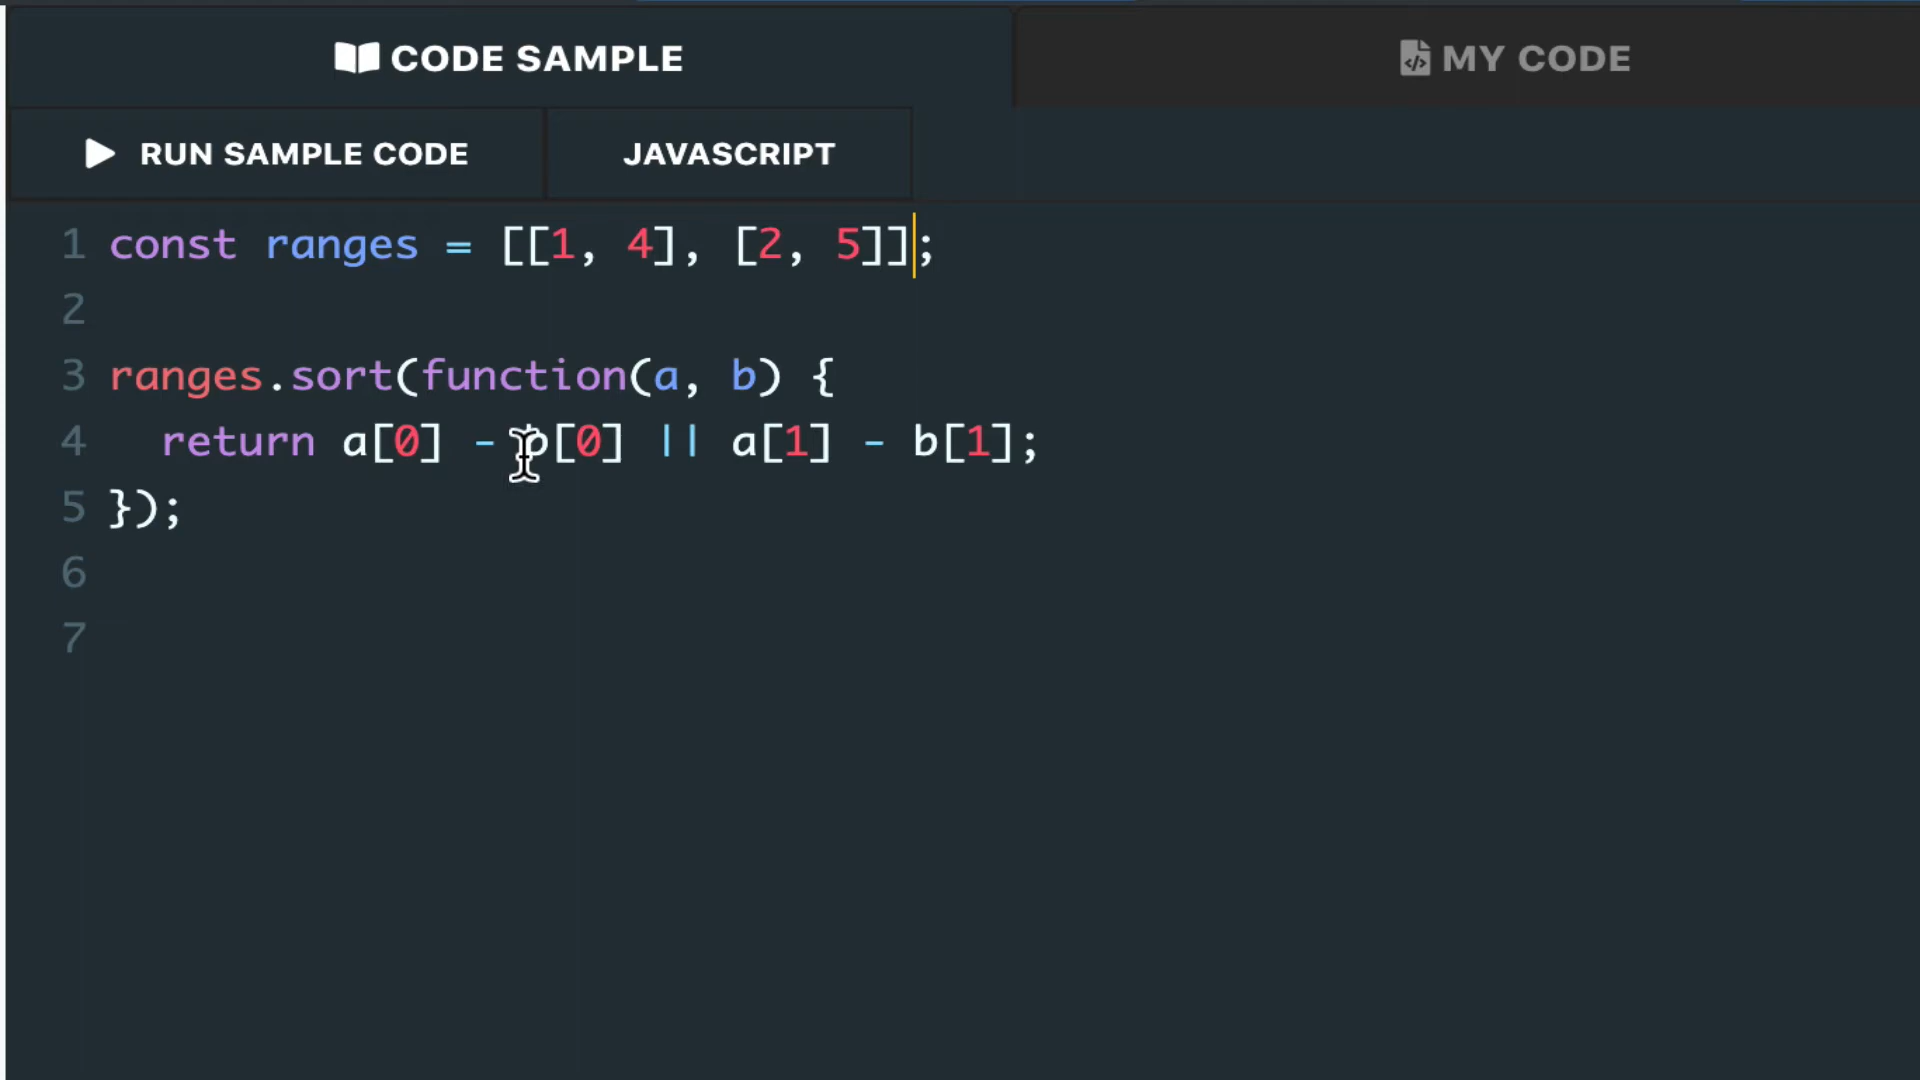 CODE SAMPLE
MY CODE
RUN SAMPLE CODE
JAVASCRIPT
1 const ranges = [[1, 4], [2, 5]];
2
3 ranges.sort(function(a, b) {
4   return a[0] - b[0] || a[1] - b[1];
5 });
6
7